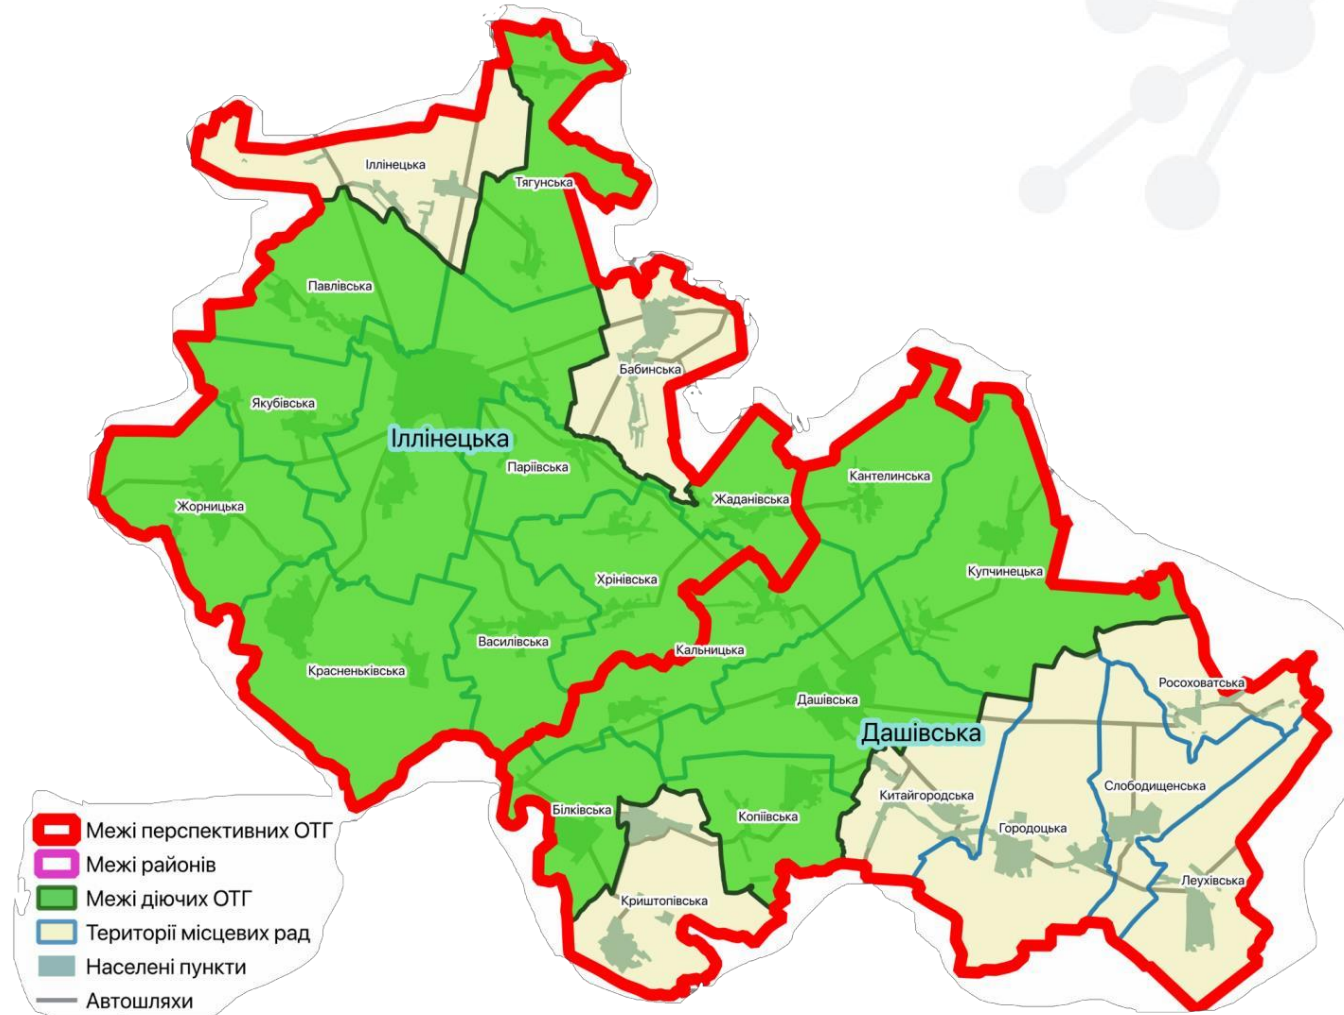 Іллінецька
Тягунська
Павлівська
Бабинська
Якубівська
Іллінецька
Паріївська
Кантелинська
Жаданівська
Жорницька
Купчинецька
Хрінівська
Василівська
Кальницька
Красненьківська
Росоховатська
Дашівська
Дашівська
Слободищенська
Китайгородська
Білківська
Копіївська
Городоцька
Леухівська
Криштопівська
Межі перспективних ОТГ
Межі районів
Межі діючих ОТГ
Території місцевих рад
Населені пункти
Автошляхи